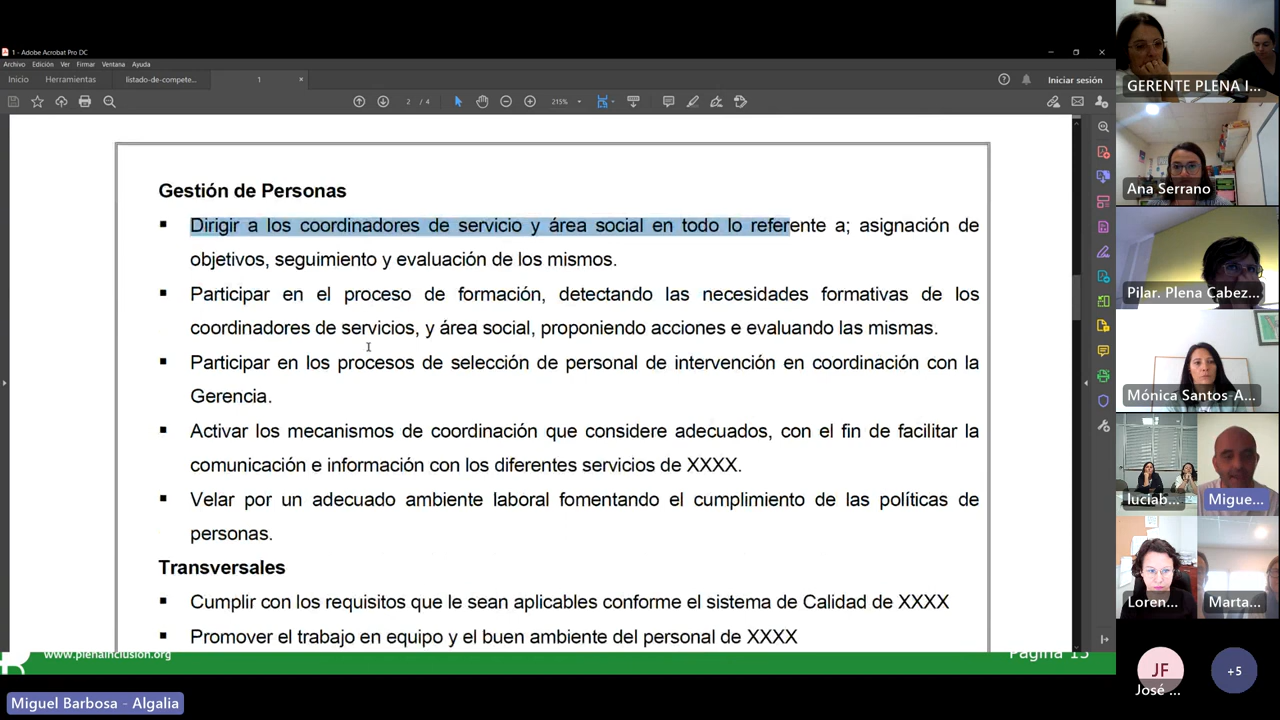 1 - Adobe Acrobat Pro DC
Archivo Edición Ver Firmar Ventana Ayuda
Inicio Herramientas listado-de-compete... 1 × Iniciar sesión
2 / 4 215%
Gestión de Personas
▪ Dirigir a los coordinadores de servicio y área social en todo lo referente a; asignación de
objetivos, seguimiento y evaluación de los mismos.
▪ Participar en el proceso de formación, detectando las necesidades formativas de los
coordinadores de servicios, y área social, proponiendo acciones e evaluando las mismas.
▪ Participar en los procesos de selección de personal de intervención en coordinación con la
Gerencia.
▪ Activar los mecanismos de coordinación que considere adecuados, con el fin de facilitar la
comunicación e información con los diferentes servicios de XXXX.
▪ Velar por un adecuado ambiente laboral fomentando el cumplimiento de las políticas de
personas.
Transversales
▪ Cumplir con los requisitos que le sean aplicables conforme el sistema de Calidad de XXXX
▪ Promover el trabajo en equipo y el buen ambiente del personal de XXXX
www.plenainclusion.org
Página 15
Miguel Barbosa - Algalia
GERENTE PLENA I...
Ana Serrano
Pilar. Plena Cabez...
Mónica Santos-A...
luciab... Migue...
Loren... Marta...
JF +5
José ...